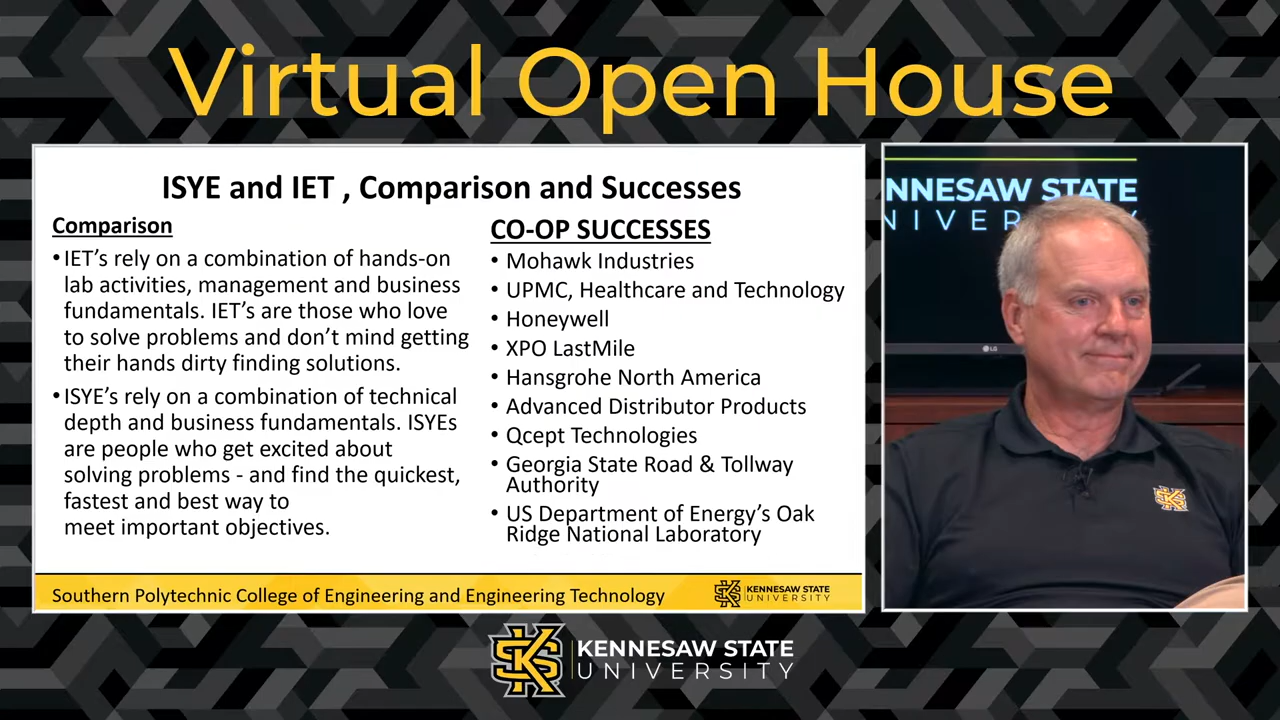 Virtual Open House
ISYE and IET , Comparison and Successes
Comparison
• IET’s rely on a combination of hands-on
lab activities, management and business
fundamentals. IET’s are those who love
to solve problems and don’t mind getting
their hands dirty finding solutions.
• ISYE’s rely on a combination of technical
depth and business fundamentals. ISYEs
are people who get excited about
solving problems - and find the quickest,
fastest and best way to
meet important objectives.
CO-OP SUCCESSES
• Mohawk Industries
• UPMC, Healthcare and Technology
• Honeywell
• XPO LastMile
• Hansgrohe North America
• Advanced Distributor Products
• Qcept Technologies
• Georgia State Road & Tollway
Authority
• US Department of Energy’s Oak
Ridge National Laboratory
Southern Polytechnic College of Engineering and Engineering Technology
KS
KENNESAW STATE
UNIVERSITY
NNESAW STATE
NIVER Y
LG
KS
KS
KENNESAW STATE
UNIVERSITY